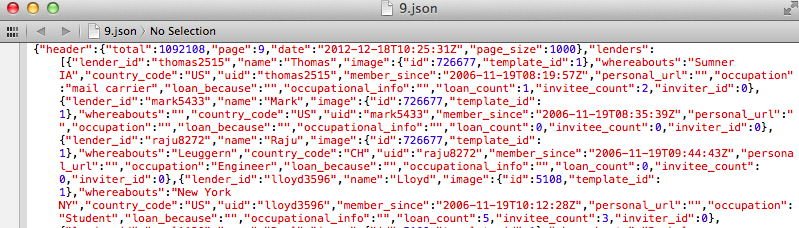 9.json
9.json No Selection
{"header":{"total":1092108,"page":9,"date":"2012-12-18T10:25:31Z","page_size":1000},"lenders":
[{"lender_id":"thomas2515","name":"Thomas","image":{"id":726677,"template_id":1},"whereabouts":"Sumner
IA","country_code":"US","uid":"thomas2515","member_since":"2006-11-19T08:19:57Z","personal_url":"","occupation":
"mail carrier","loan_because":"","occupational_info":"","loan_count":1,"invitee_count":2,"inviter_id":0},
{"lender_id":"mark5433","name":"Mark","image":{"id":726677,"template_id":
1},"whereabouts":"","country_code":"US","uid":"mark5433","member_since":"2006-11-19T08:35:39Z","personal_url":
"","occupation":"","loan_because":"","occupational_info":"","loan_count":0,"invitee_count":0,"inviter_id":0},
{"lender_id":"raju8272","name":"Raju","image":{"id":726677,"template_id":
1},"whereabouts":"Leuggern","country_code":"CH","uid":"raju8272","member_since":"2006-11-19T09:44:43Z","persona
l_url":"","occupation":"Engineer","loan_because":"","occupational_info":"","loan_count":0,"invitee_count":
0,"inviter_id":0},{"lender_id":"lloyd3596","name":"Lloyd","image":{"id":5108,"template_id":
1},"whereabouts":"New York
NY","country_code":"US","uid":"lloyd3596","member_since":"2006-11-19T10:12:28Z","personal_url":"","occupation":
"Student","loan_because":"","occupational_info":"","loan_count":5,"invitee_count":3,"inviter_id":0},